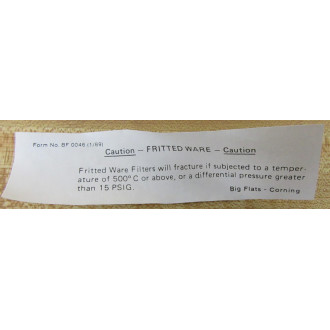 Form No. BF 0046 (1/69)
Caution — FRITTED WARE — Caution
Fritted Ware Filters will fracture if subjected to a temper-
ature of 500° C or above, or a differential pressure greater
than 15 PSIG.
Big Flats - Corning